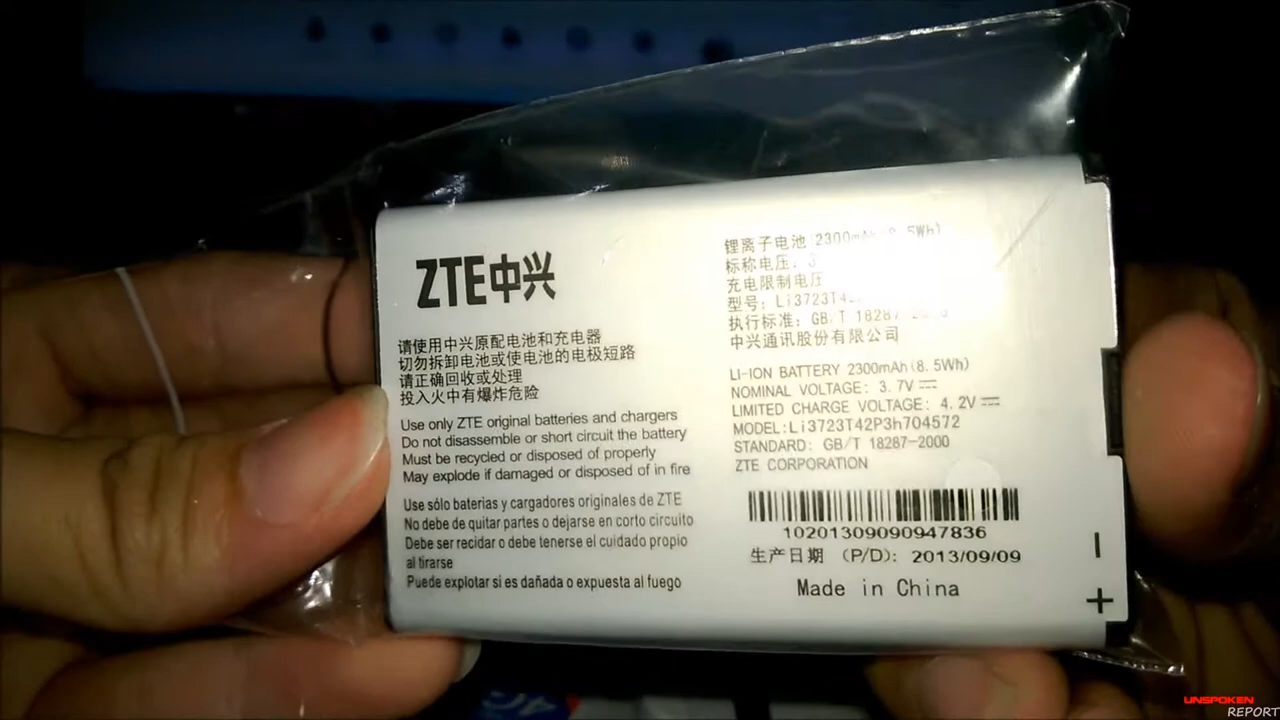 ZTE中兴
请使用中兴原配电池和充电器
切勿拆卸电池或使电池的电极短路
请正确回收或处理
投入火中有爆炸危险
Use only ZTE original batteries and chargers
Do not disassemble or short circuit the battery
Must be recycled or disposed of properly
May explode if damaged or disposed of in fire
Use sólo baterias y cargadores originales de ZTE
No debe de quitar partes o dejarse en corto circuito
Debe ser recidar o debe tenerse el cuidado propio
al tirarse
Puede explotar si es dañada o expuesta al fuego
锂离子电池(2300mAh(8.5Wh)
标称电压:
充电限制电压
型号:
执行标准: GB/T
中兴通讯股份有限公司
LI-ION BATTERY 2300mAh(8.5Wh)
NOMINAL VOLTAGE: 3.7V⎓
LIMITED CHARGE VOLTAGE: 4.2V⎓
MODEL:Li3723T42P3h704572
STANDARD: GB/T 18287-2000
ZTE CORPORATION
10201309090947836
生产日期 (P/D): 2013/09/09
Made in China
−
+
UNSPOKEN
REPORT